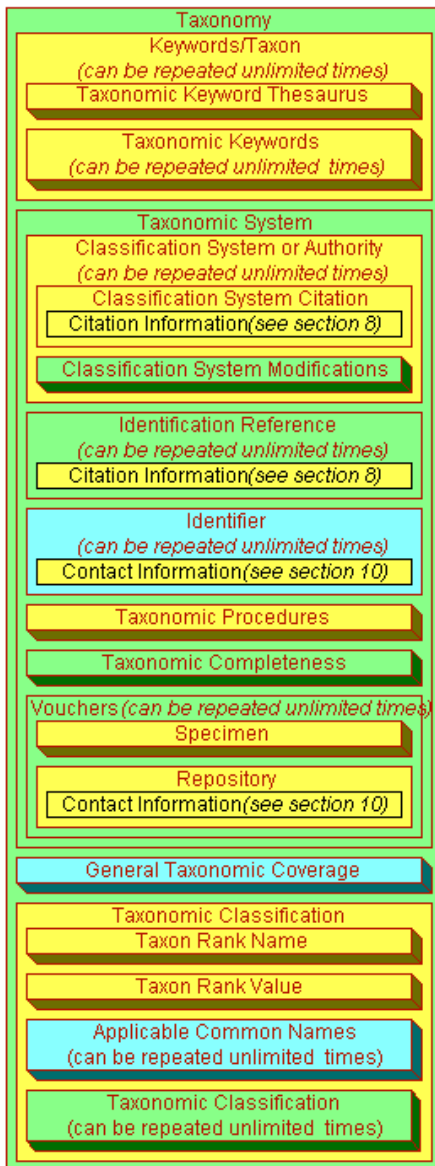 Taxonomy
Keywords/Taxon
(can be repeated unlimited times)
Taxonomic Keyword Thesaurus
Taxonomic Keywords
(can be repeated unlimited times)
Taxonomic System
Classification System or Authority
(can be repeated unlimited times)
Classification System Citation
Citation Information(see section 8)
Classification System Modifications
Identification Reference
(can be repeated unlimited times)
Citation Information(see section 8)
Identifier
(can be repeated unlimited times)
Contact Information(see section 10)
Taxonomic Procedures
Taxonomic Completeness
Vouchers(can be repeated unlimited times)
Specimen
Repository
Contact Information(see section 10)
General Taxonomic Coverage
Taxonomic Classification
Taxon Rank Name
Taxon Rank Value
Applicable Common Names
(can be repeated unlimited times)
Taxonomic Classification
(can be repeated unlimited times)